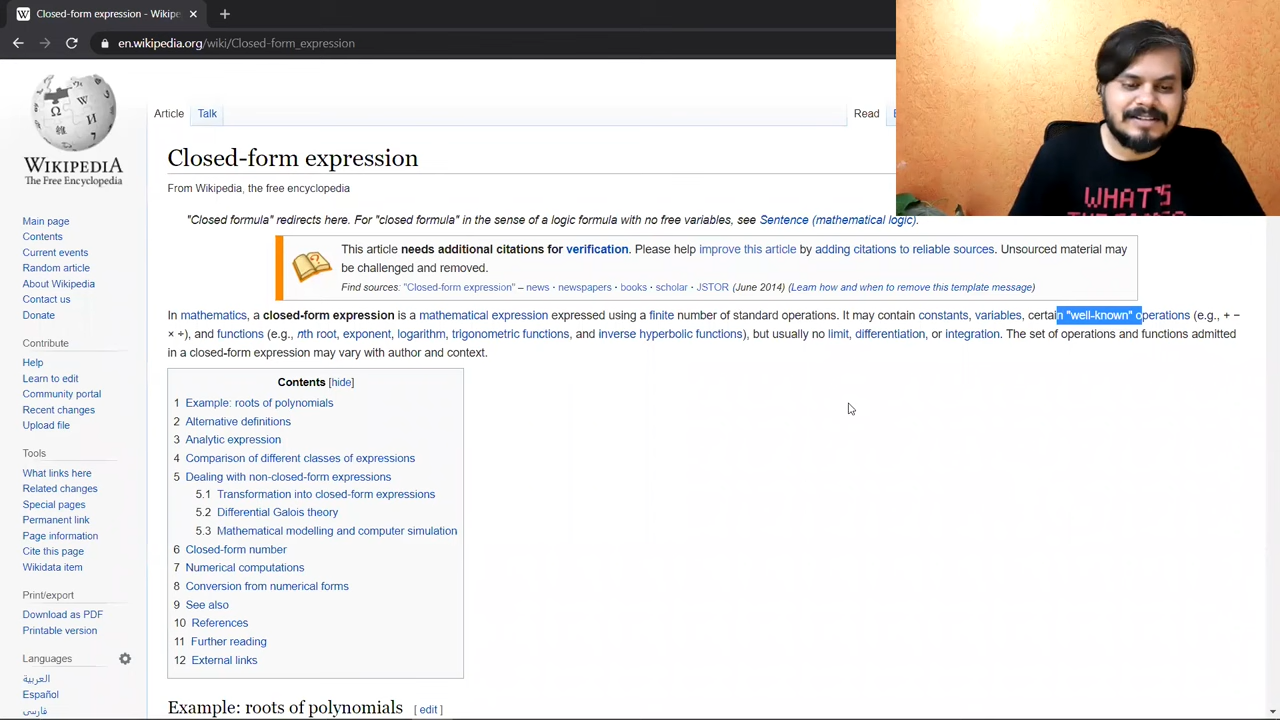 Closed-form expression - Wikipe
en.wikipedia.org/wiki/Closed-form_expression
WIKIPEDIA
The Free Encyclopedia
Main page
Contents
Current events
Random article
About Wikipedia
Contact us
Donate
Contribute
Help
Learn to edit
Community portal
Recent changes
Upload file
Tools
What links here
Related changes
Special pages
Permanent link
Page information
Cite this page
Wikidata item
Print/export
Download as PDF
Printable version
Languages
العربية
Español
فارسی
Article Talk Read
Closed-form expression
From Wikipedia, the free encyclopedia
"Closed formula" redirects here. For "closed formula" in the sense of a logic formula with no free variables, see Sentence (mathematical logic).
This article needs additional citations for verification. Please help improve this article by adding citations to reliable sources. Unsourced material may
be challenged and removed.
Find sources: "Closed-form expression" – news · newspapers · books · scholar · JSTOR (June 2014) (Learn how and when to remove this template message)
In mathematics, a closed-form expression is a mathematical expression expressed using a finite number of standard operations. It may contain constants, variables, certain "well-known" operations (e.g., + −
× ÷), and functions (e.g., nth root, exponent, logarithm, trigonometric functions, and inverse hyperbolic functions), but usually no limit, differentiation, or integration. The set of operations and functions admitted
in a closed-form expression may vary with author and context.
Contents [hide]
1 Example: roots of polynomials
2 Alternative definitions
3 Analytic expression
4 Comparison of different classes of expressions
5 Dealing with non-closed-form expressions
5.1 Transformation into closed-form expressions
5.2 Differential Galois theory
5.3 Mathematical modelling and computer simulation
6 Closed-form number
7 Numerical computations
8 Conversion from numerical forms
9 See also
10 References
11 Further reading
12 External links
Example: roots of polynomials [ edit ]
WHAT'S